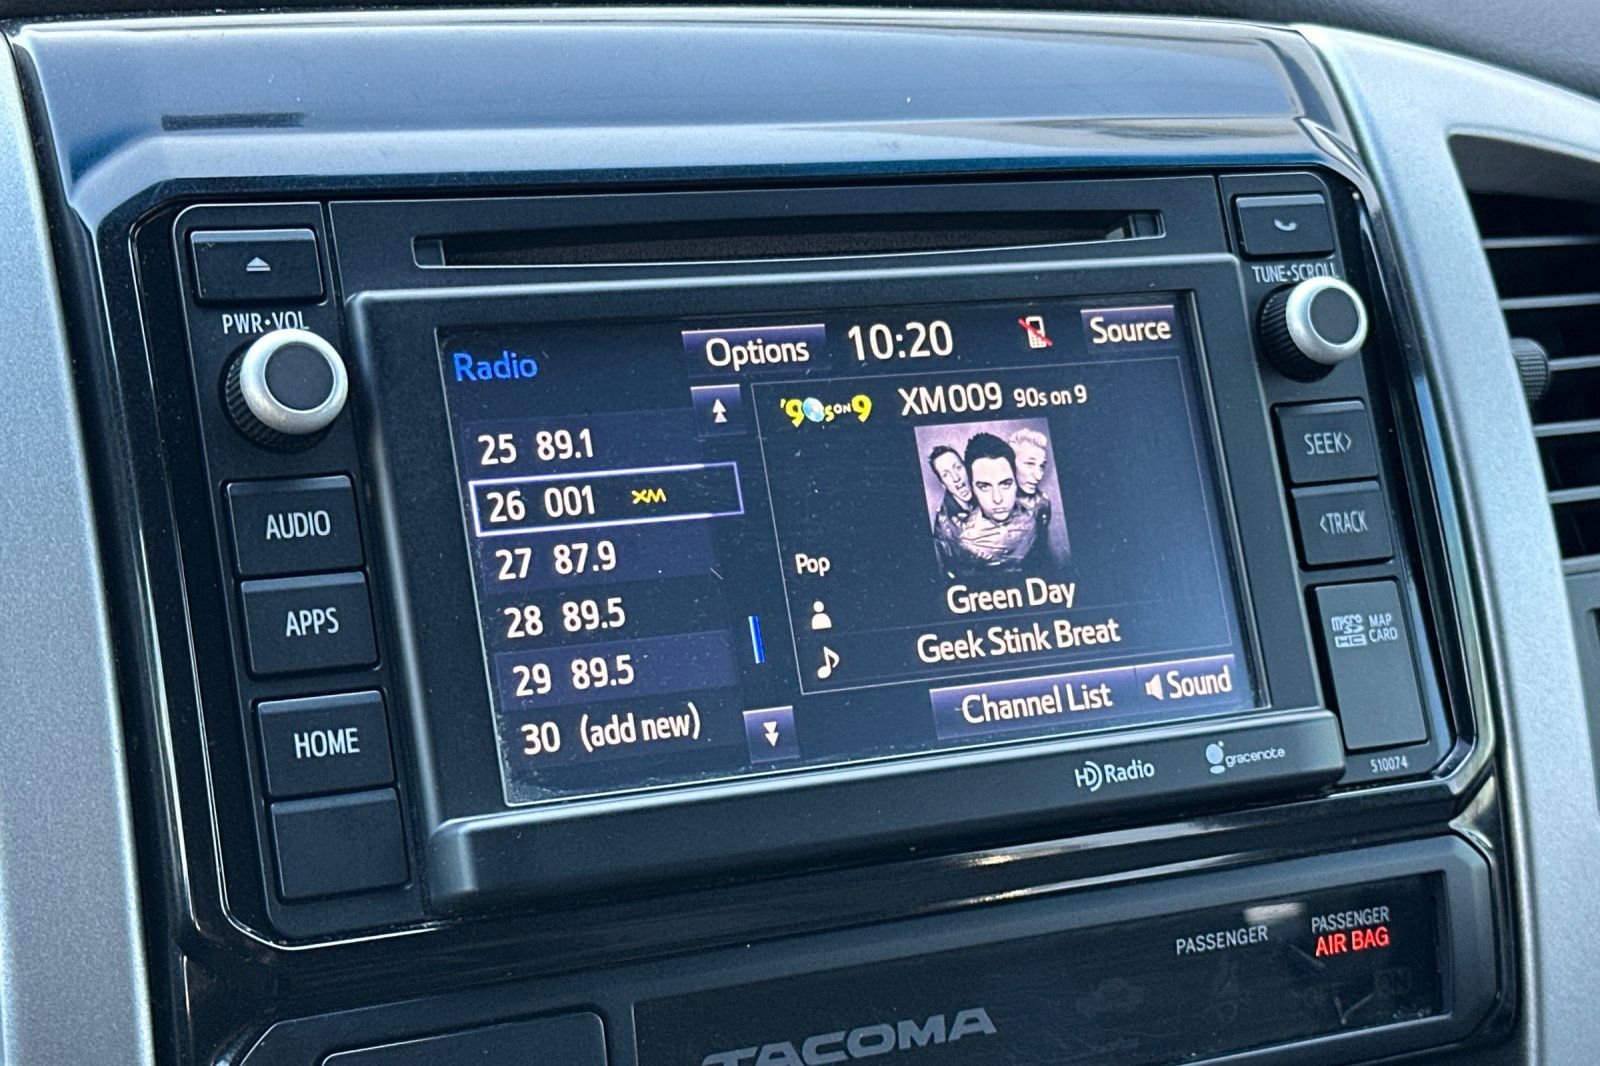 PWR•VOL
AUDIO
APPS
HOME
Radio
Options
10:20
Source
25 89.1
26 001 XM
27 87.9
28 89.5
29 89.5
30 (add new)
'90s ON 9
XM009 90s on 9
Pop
Green Day
Geek Stink Breat
Channel List
Sound
HD Radio
gracenote
TUNE•SCROLL
SEEK>
<TRACK
micro SD HC
MAP CARD
510074
PASSENGER
PASSENGER
AIR BAG
TACOMA